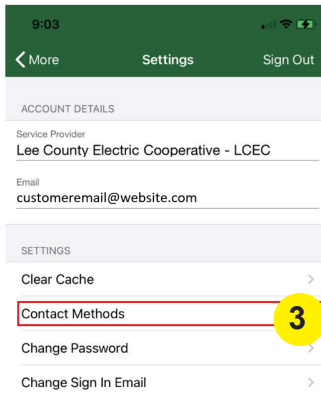 9:03
More Settings Sign Out
ACCOUNT DETAILS
Service Provider
Lee County Electric Cooperative - LCEC
Email
customeremail@website.com
SETTINGS
Clear Cache
Contact Methods 3
Change Password
Change Sign In Email